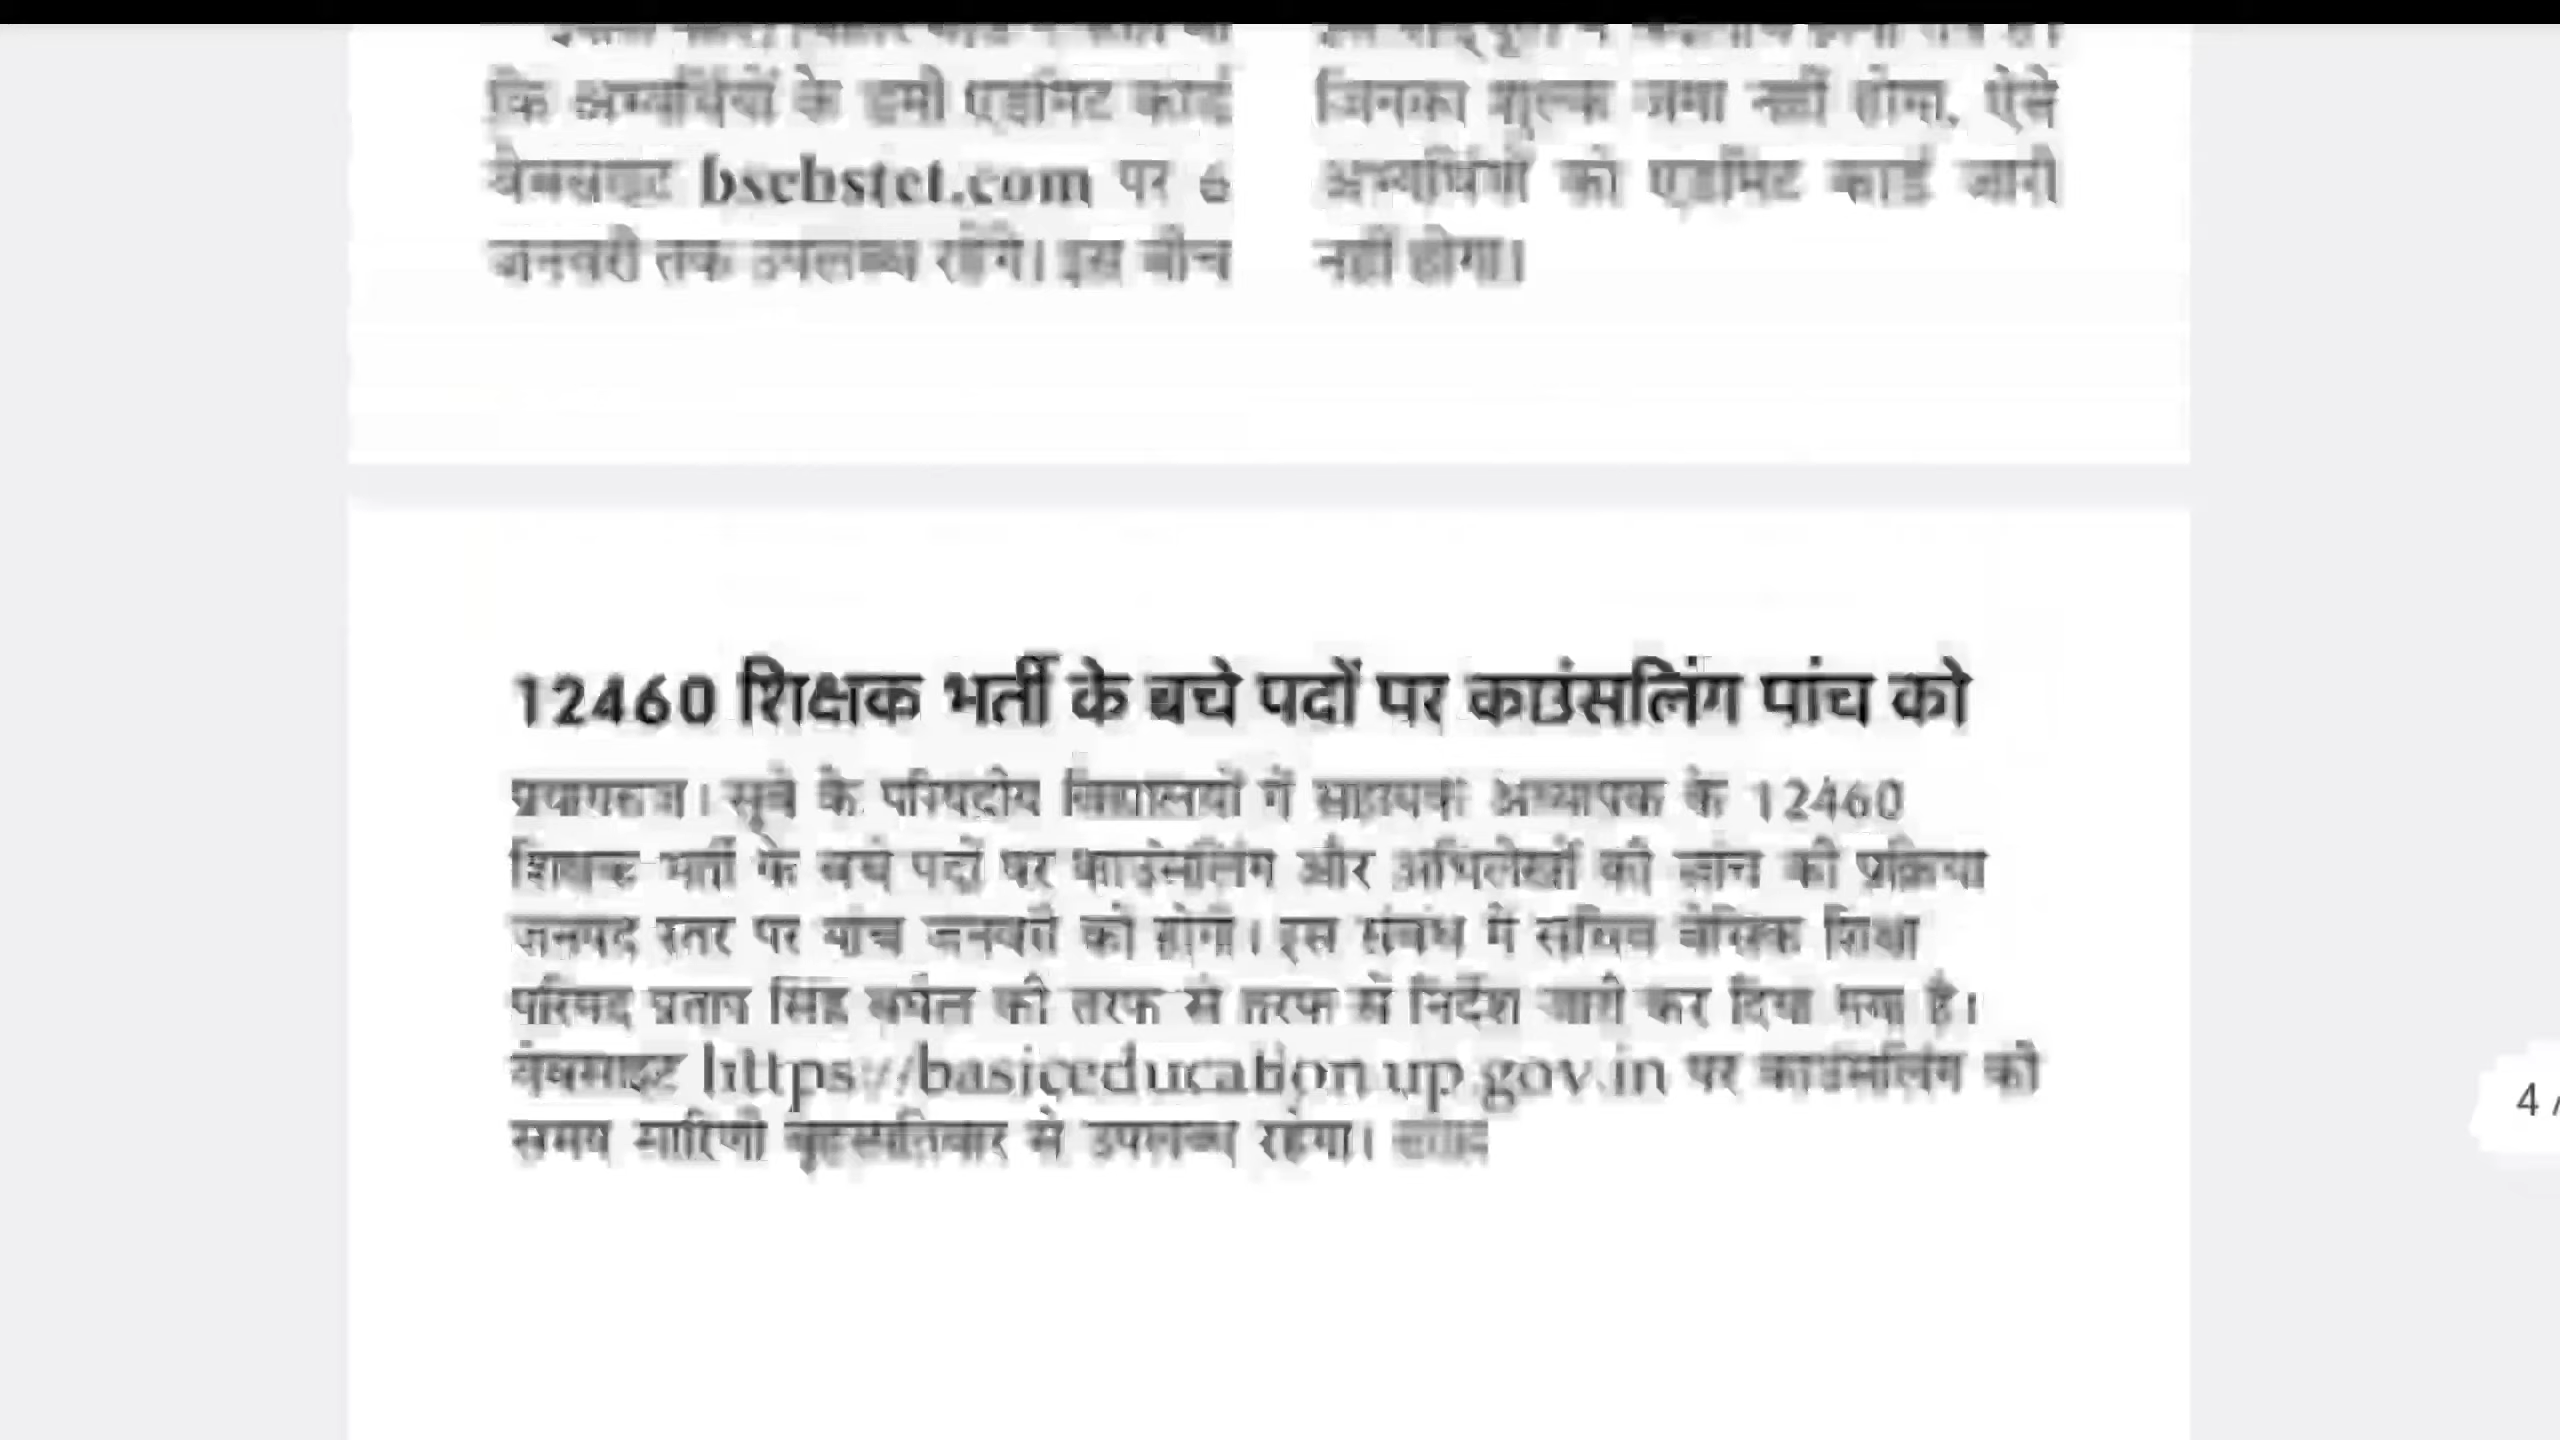 कि अभ्यर्थियों के डमी एडमिट कार्ड
वेबसाइट bsebstet.com पर 6
जनवरी तक उपलब्ध रहेंगे। इस बीच
जिनका शुल्क जमा नहीं होगा, ऐसे
अभ्यर्थियों को एडमिट कार्ड जारी
नहीं होगा।
12460 शिक्षक भर्ती के बचे पदों पर काउंसलिंग पांच को
प्रयागराज। सूबे के परिषदीय विद्यालयों में सहायक अध्यापक के 12460
शिक्षक भर्ती के बचे पदों पर काउंसलिंग और अभिलेखों की जांच की प्रक्रिया
जनपद स्तर पर पांच जनवरी को होगी। इस संबंध में सचिव बेसिक शिक्षा
परिषद प्रताप सिंह बघेल की तरफ से तरफ से निर्देश जारी कर दिया गया है।
वेबसाइट https://basiceducation.up.gov.in पर काउंसलिंग की
समय सारिणी बृहस्पतिवार से उपलब्ध रहेगा।
4 /